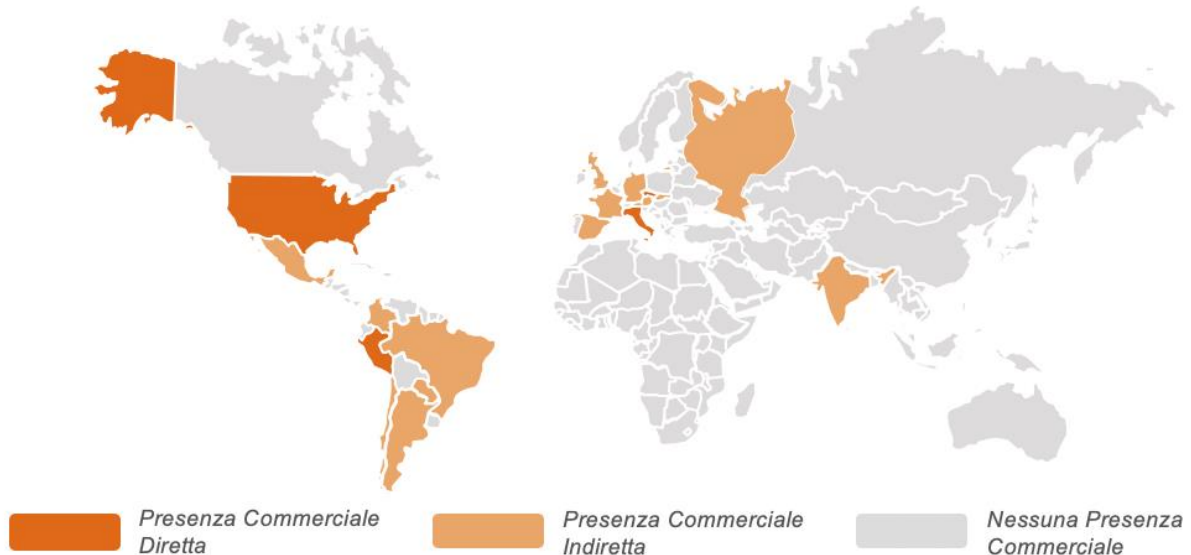 Presenza Commerciale
Diretta
Presenza Commerciale
Indiretta
Nessuna Presenza
Commerciale